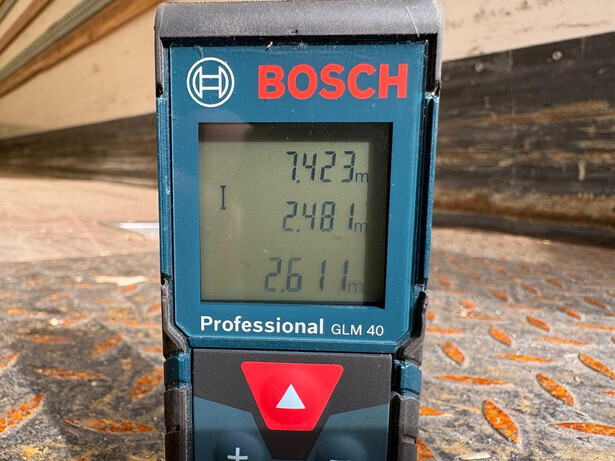 BOSCH
7.423m
I
2.481m
2.611m
Professional GLM 40
+
−